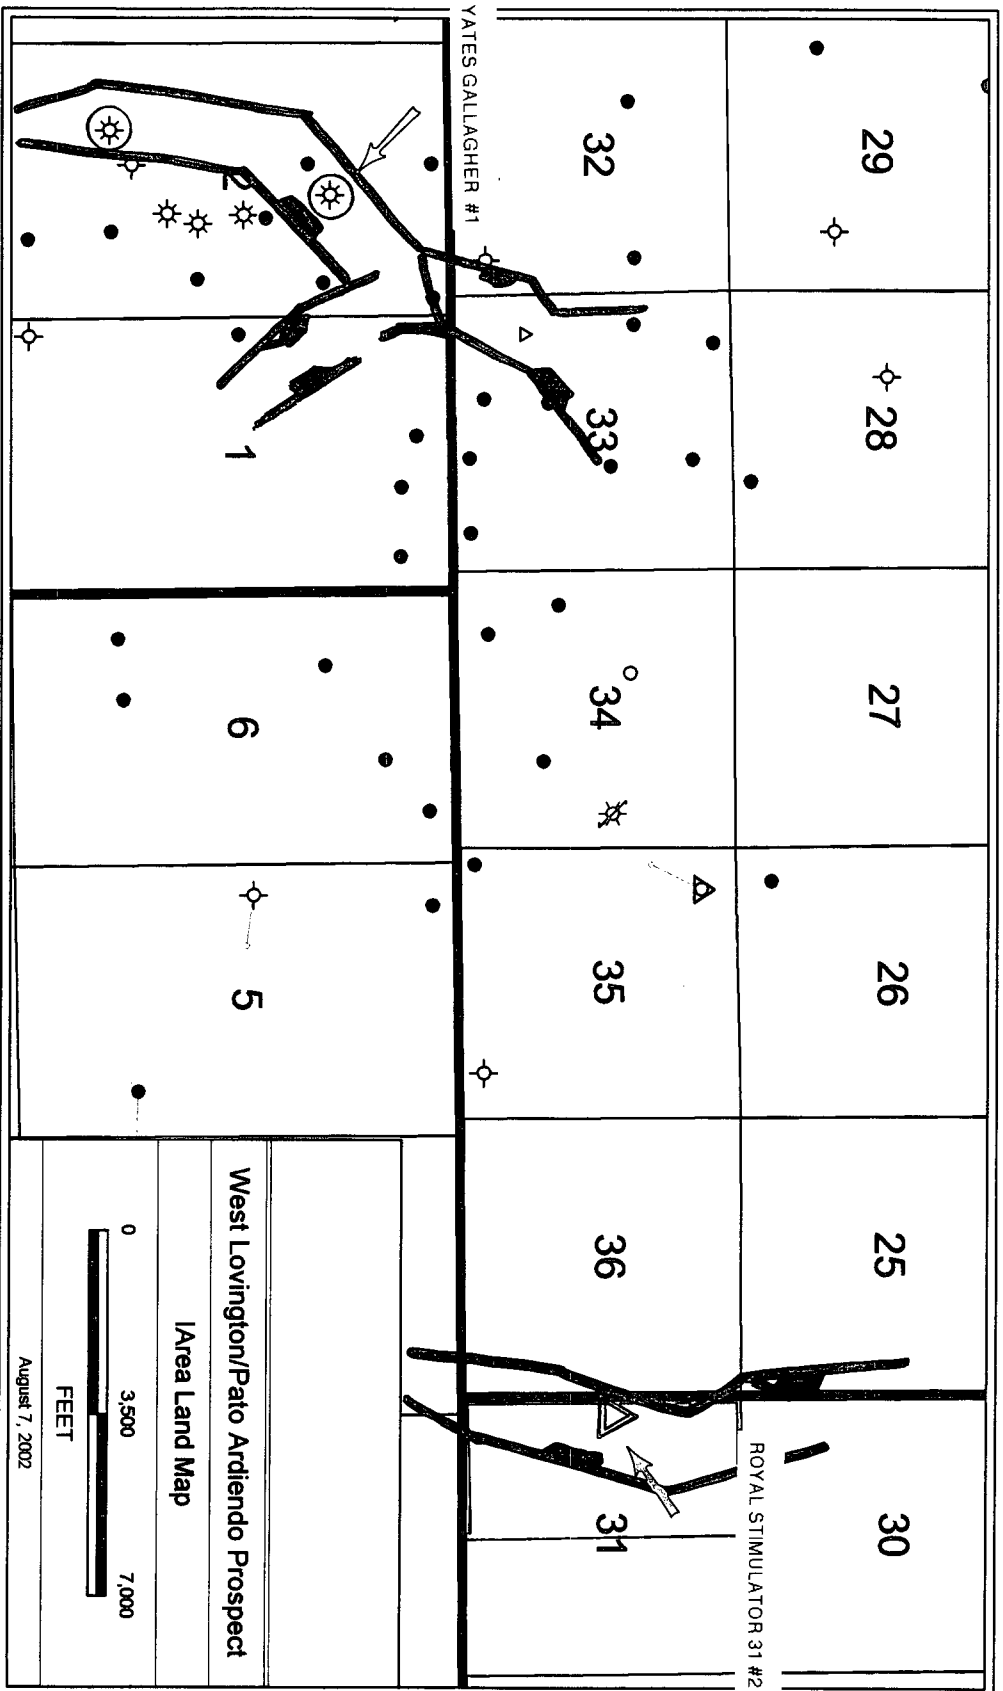 29
28
27
26
25
30
32
33
34
35
36
31
YATES GALLAGHER #1
ROYAL STIMULATOR 31 #2
2
1
6
5
West Lovington/Pato Ardiendo Prospect
lArea Land Map
0 3,500 7,000
FEET
August 7, 2002